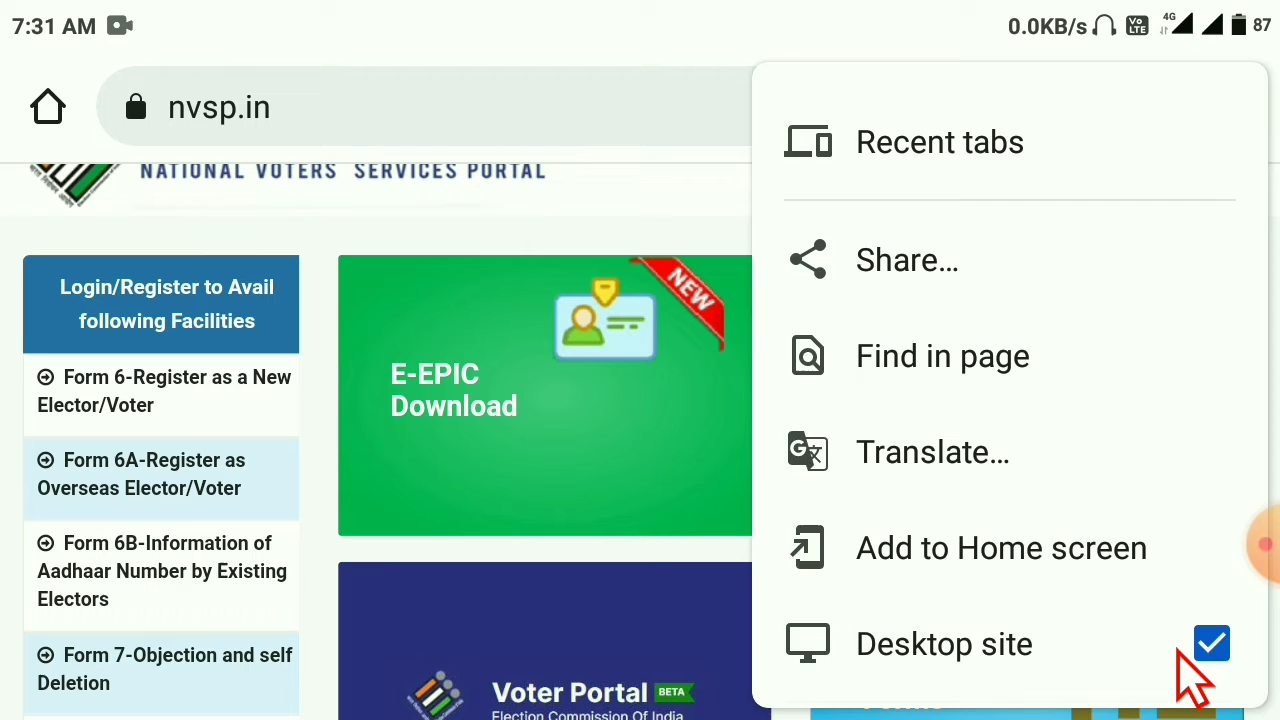 7:31 AM
0.0KB/s
Vo
LTE
4G
87
nvsp.in
NATIONAL VOTERS' SERVICES PORTAL
Login/Register to Avail
following Facilities
Form 6-Register as a New
Elector/Voter
Form 6A-Register as
Overseas Elector/Voter
Form 6B-Information of
Aadhaar Number by Existing
Electors
Form 7-Objection and self
Deletion
NEW
E-EPIC
Download
Voter Portal BETA
Election Commission Of India
Recent tabs
Share...
Find in page
G
Translate...
Add to Home screen
Desktop site